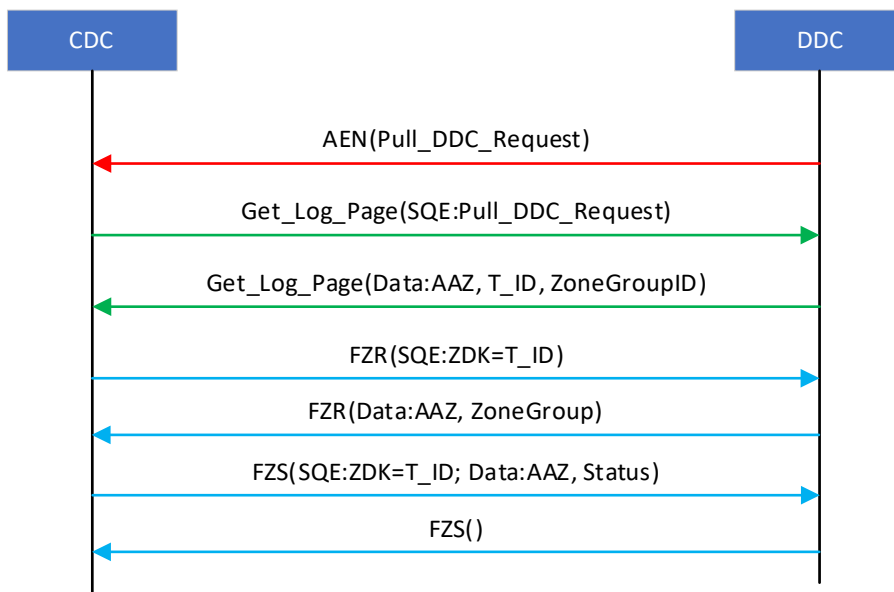 CDC
DDC
AEN(Pull_DDC_Request)
Get_Log_Page(SQE:Pull_DDC_Request)
Get_Log_Page(Data:AAZ, T_ID, ZoneGroupID)
FZR(SQE:ZDK=T_ID)
FZR(Data:AAZ, ZoneGroup)
FZS(SQE:ZDK=T_ID; Data:AAZ, Status)
FZS()